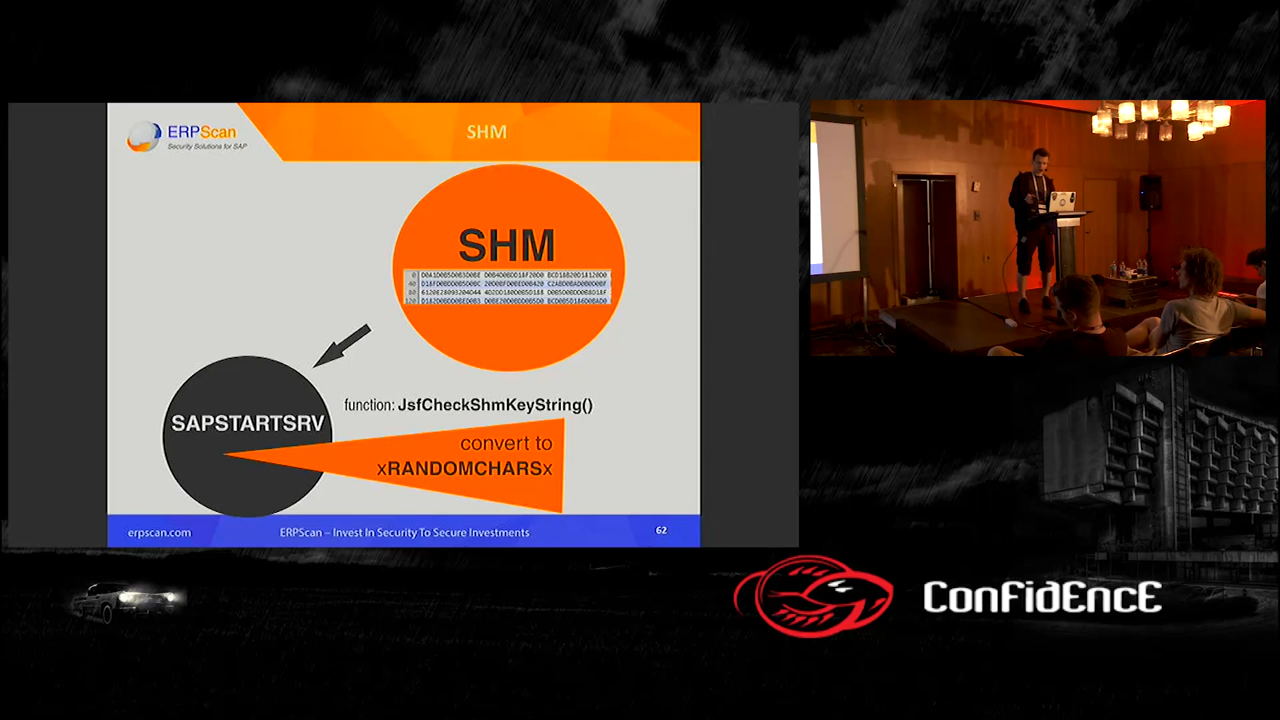 ERPScan
Security Solutions for SAP
SHM
SHM
function: JsfCheckShmKeyString()
SAPSTARTSRV
convert to
xRANDOMCHARSx
erpscan.com
ERPScan – Invest In Security To Secure Investments
62
ConFidEncE